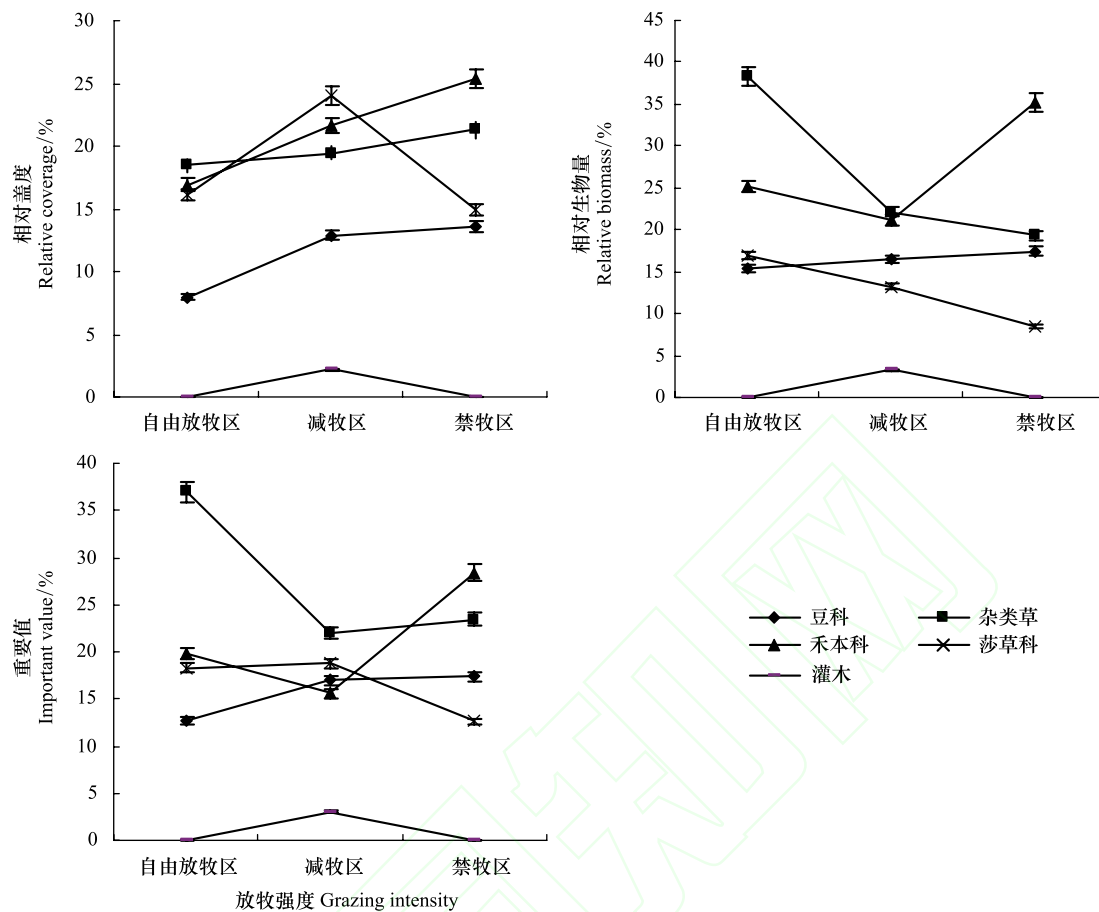 30
25
20
15
10
5
0
相对盖度
Relative coverage/%
自由放牧区 减牧区 禁牧区
45
40
35
30
25
20
15
10
5
0
相对生物量
Relative biomass/%
自由放牧区 减牧区 禁牧区
40
35
30
25
20
15
10
5
0
重要值
Important value/%
自由放牧区 减牧区 禁牧区
放牧强度 Grazing intensity
豆科 杂类草
禾本科 莎草科
灌木